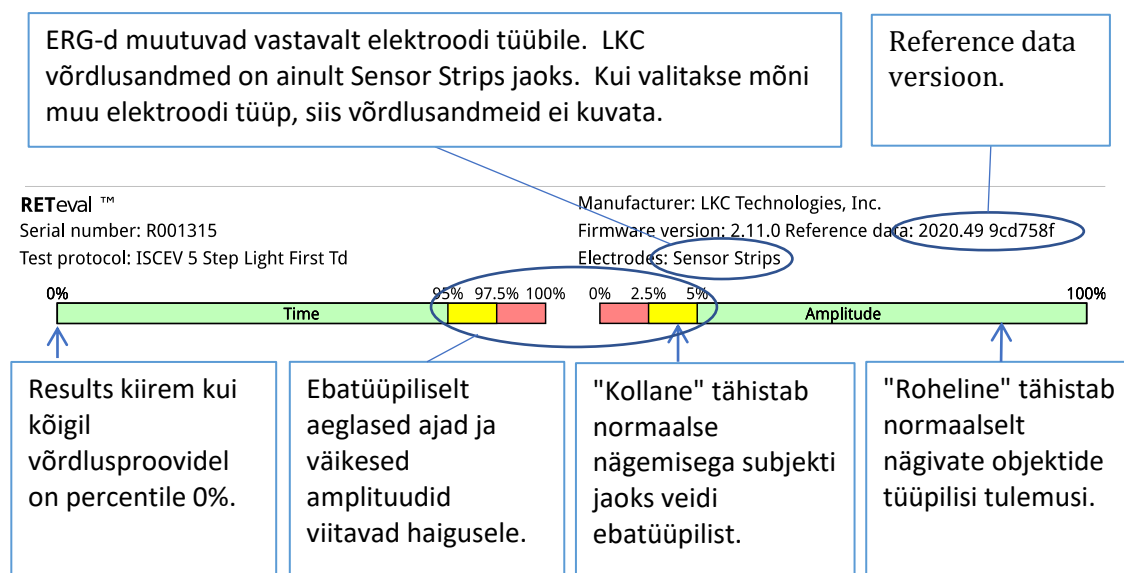 ERG-d muutuvad vastavalt elektroodi tüübile.  LKC
võrdlusandmed on ainult Sensor Strips jaoks.  Kui valitakse mõni
muu elektroodi tüüp, siis võrdlusandmeid ei kuvata.
Reference data
versioon.
RETeval ™
Serial number: R001315
Test protocol: ISCEV 5 Step Light First Td
Manufacturer: LKC Technologies, Inc.
Firmware version: 2.11.0 Reference data: 2020.49 9cd758f
Electrodes: Sensor Strips
0% 95% 97.5% 100%
Time
0% 2.5% 5% 100%
Amplitude
Results kiirem kui
kõigil
võrdlusproovidel
on percentile 0%.
Ebatüüpiliselt
aeglased ajad ja
väikesed
amplituudid
viitavad haigusele.
"Kollane" tähistab
normaalse
nägemisega subjekti
jaoks veidi
ebatüüpilist.
"Roheline" tähistab
normaalselt
nägivate objektide
tüüpilisi tulemusi.